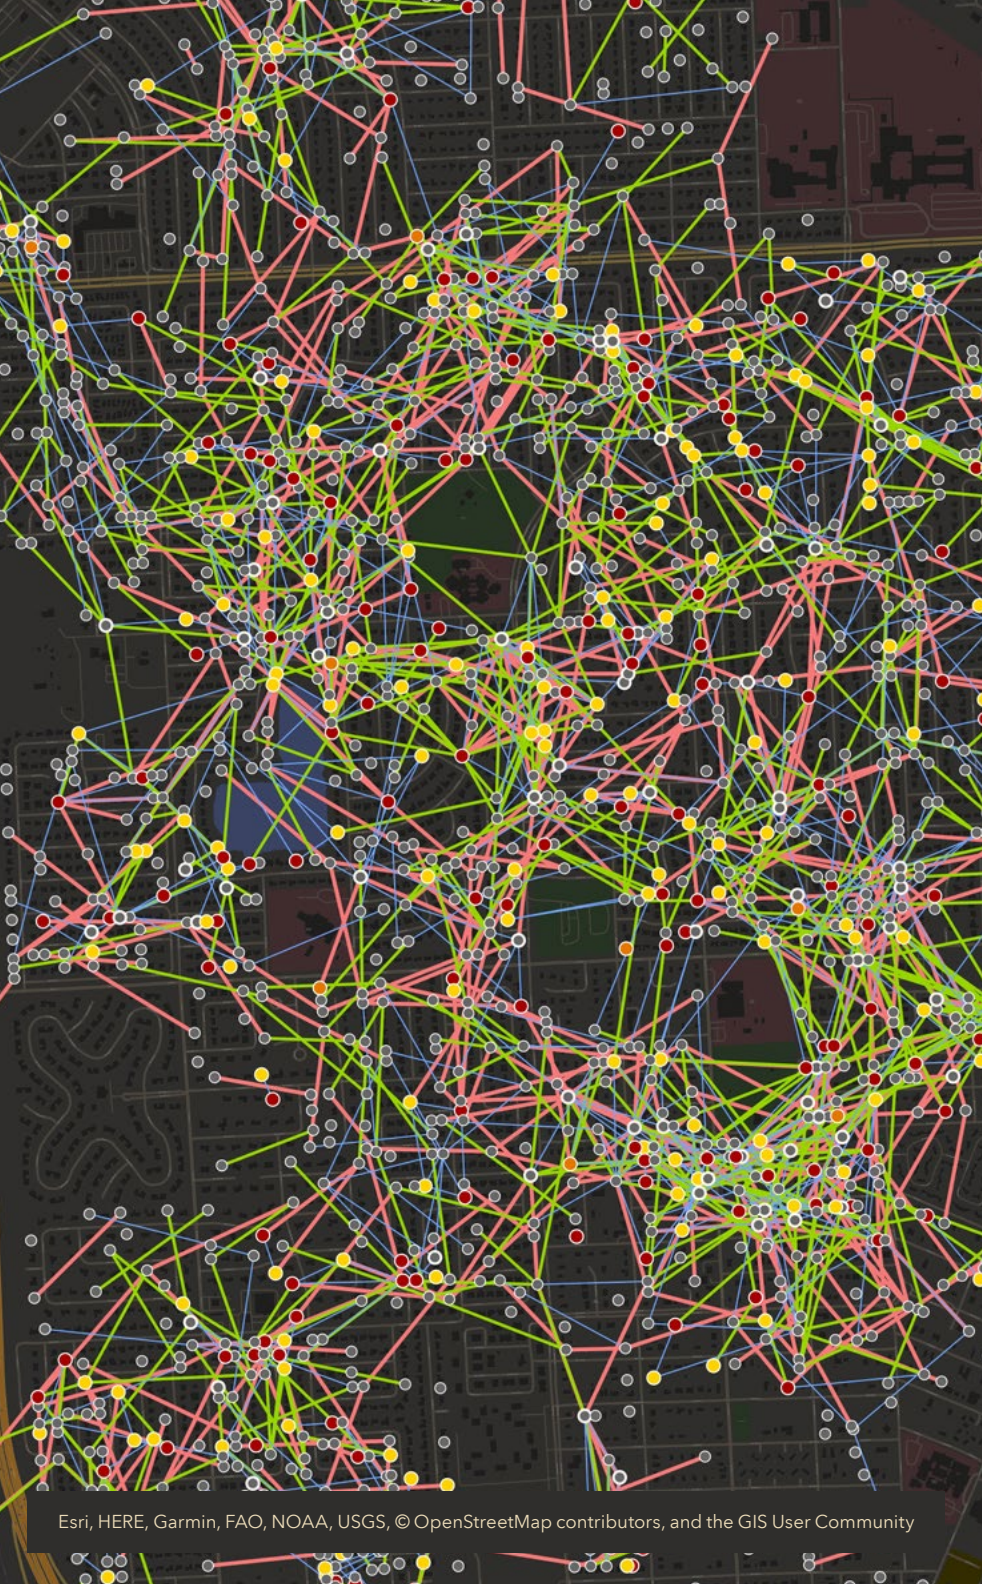 Esri, HERE, Garmin, FAO, NOAA, USGS, © OpenStreetMap contributors, and the GIS User Community